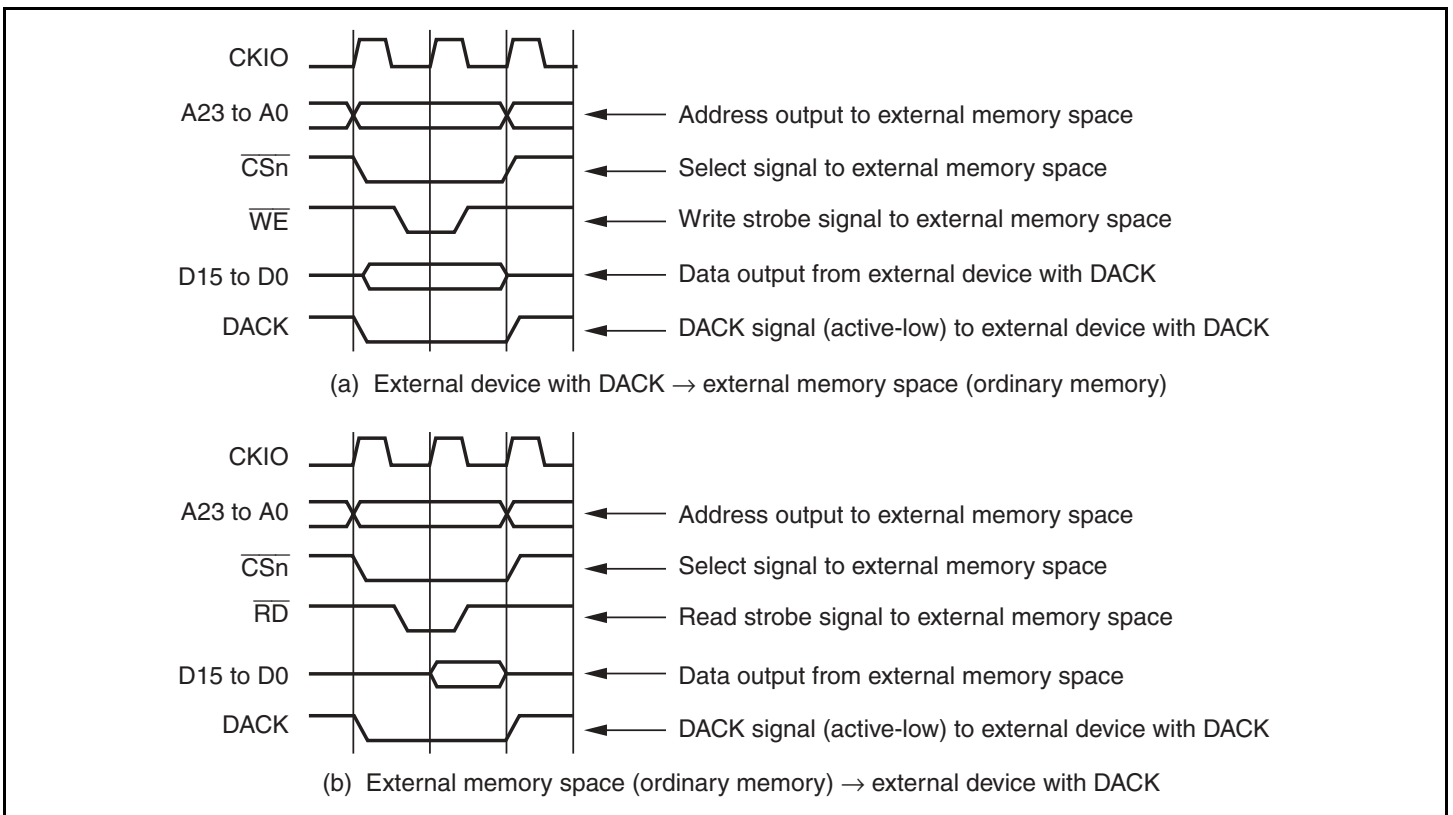 CKIO
A23 to A0 Address output to external memory space
CSn Select signal to external memory space
WE Write strobe signal to external memory space
D15 to D0 Data output from external device with DACK
DACK DACK signal (active-low) to external device with DACK
(a) External device with DACK → external memory space (ordinary memory)
CKIO
A23 to A0 Address output to external memory space
CSn Select signal to external memory space
RD Read strobe signal to external memory space
D15 to D0 Data output from external memory space
DACK DACK signal (active-low) to external device with DACK
(b) External memory space (ordinary memory) → external device with DACK